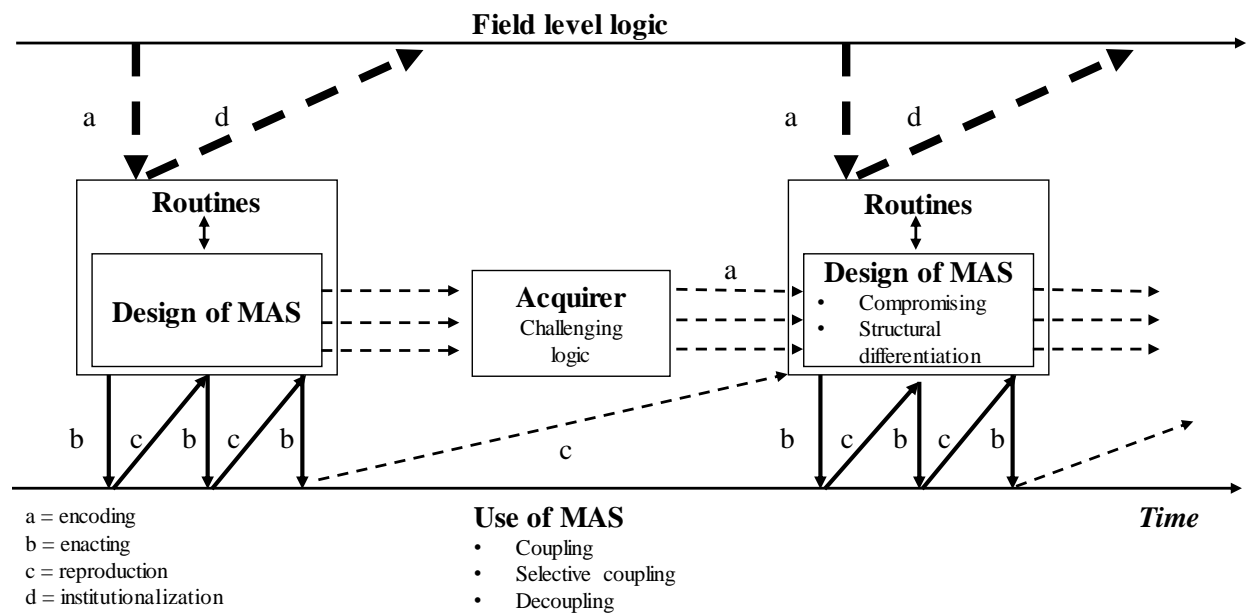 Field level logic
a
d
a
d
Routines
Routines
Design of MAS
Acquirer
Challenging
logic
a
Design of MAS
• Compromising
• Structural
differentiation
b
c
b
c
b
c
b
c
b
c
b
a = encoding
b = enacting
c = reproduction
d = institutionalization
Use of MAS
• Coupling
• Selective coupling
• Decoupling
Time